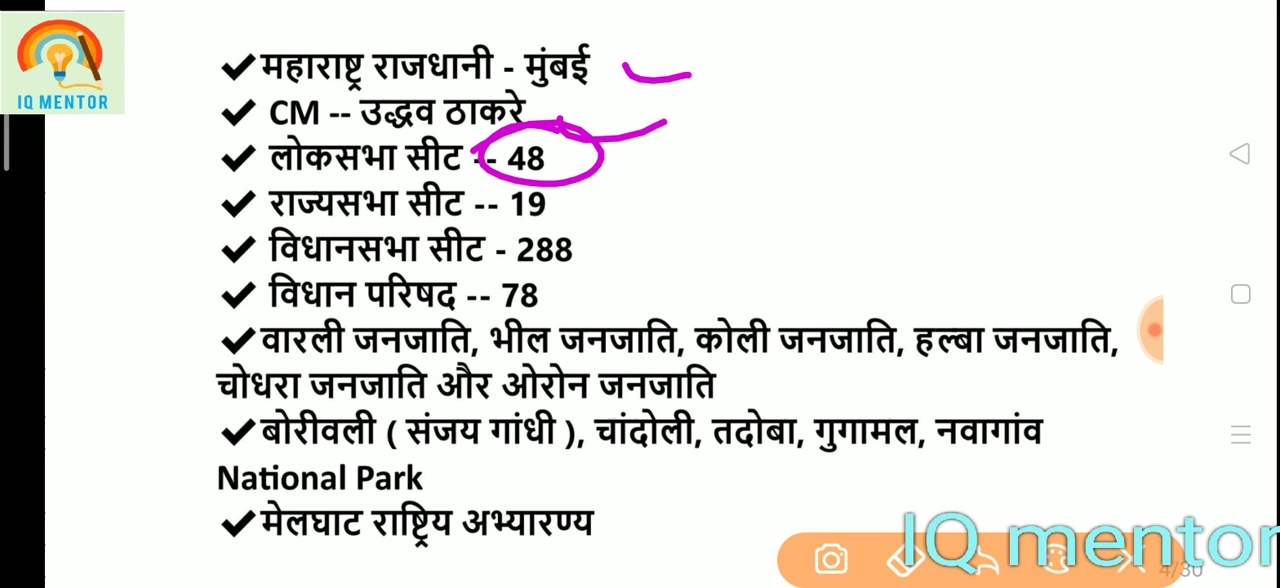 IQ MENTOR
✔महाराष्ट्र राजधानी - मुंबई
✔ CM -- उद्धव ठाकरे
✔ लोकसभा सीट -- 48
✔ राज्यसभा सीट -- 19
✔ विधानसभा सीट - 288
✔ विधान परिषद -- 78
✔वारली जनजाति, भील जनजाति, कोली जनजाति, हल्बा जनजाति,
चोधरा जनजाति और ओरोन जनजाति
✔बोरीवली ( संजय गांधी ), चांदोली, तदोबा, गुगामल, नवागांव
National Park
✔मेलघाट राष्ट्रिय अभ्यारण्य
IQ mentor
4/30